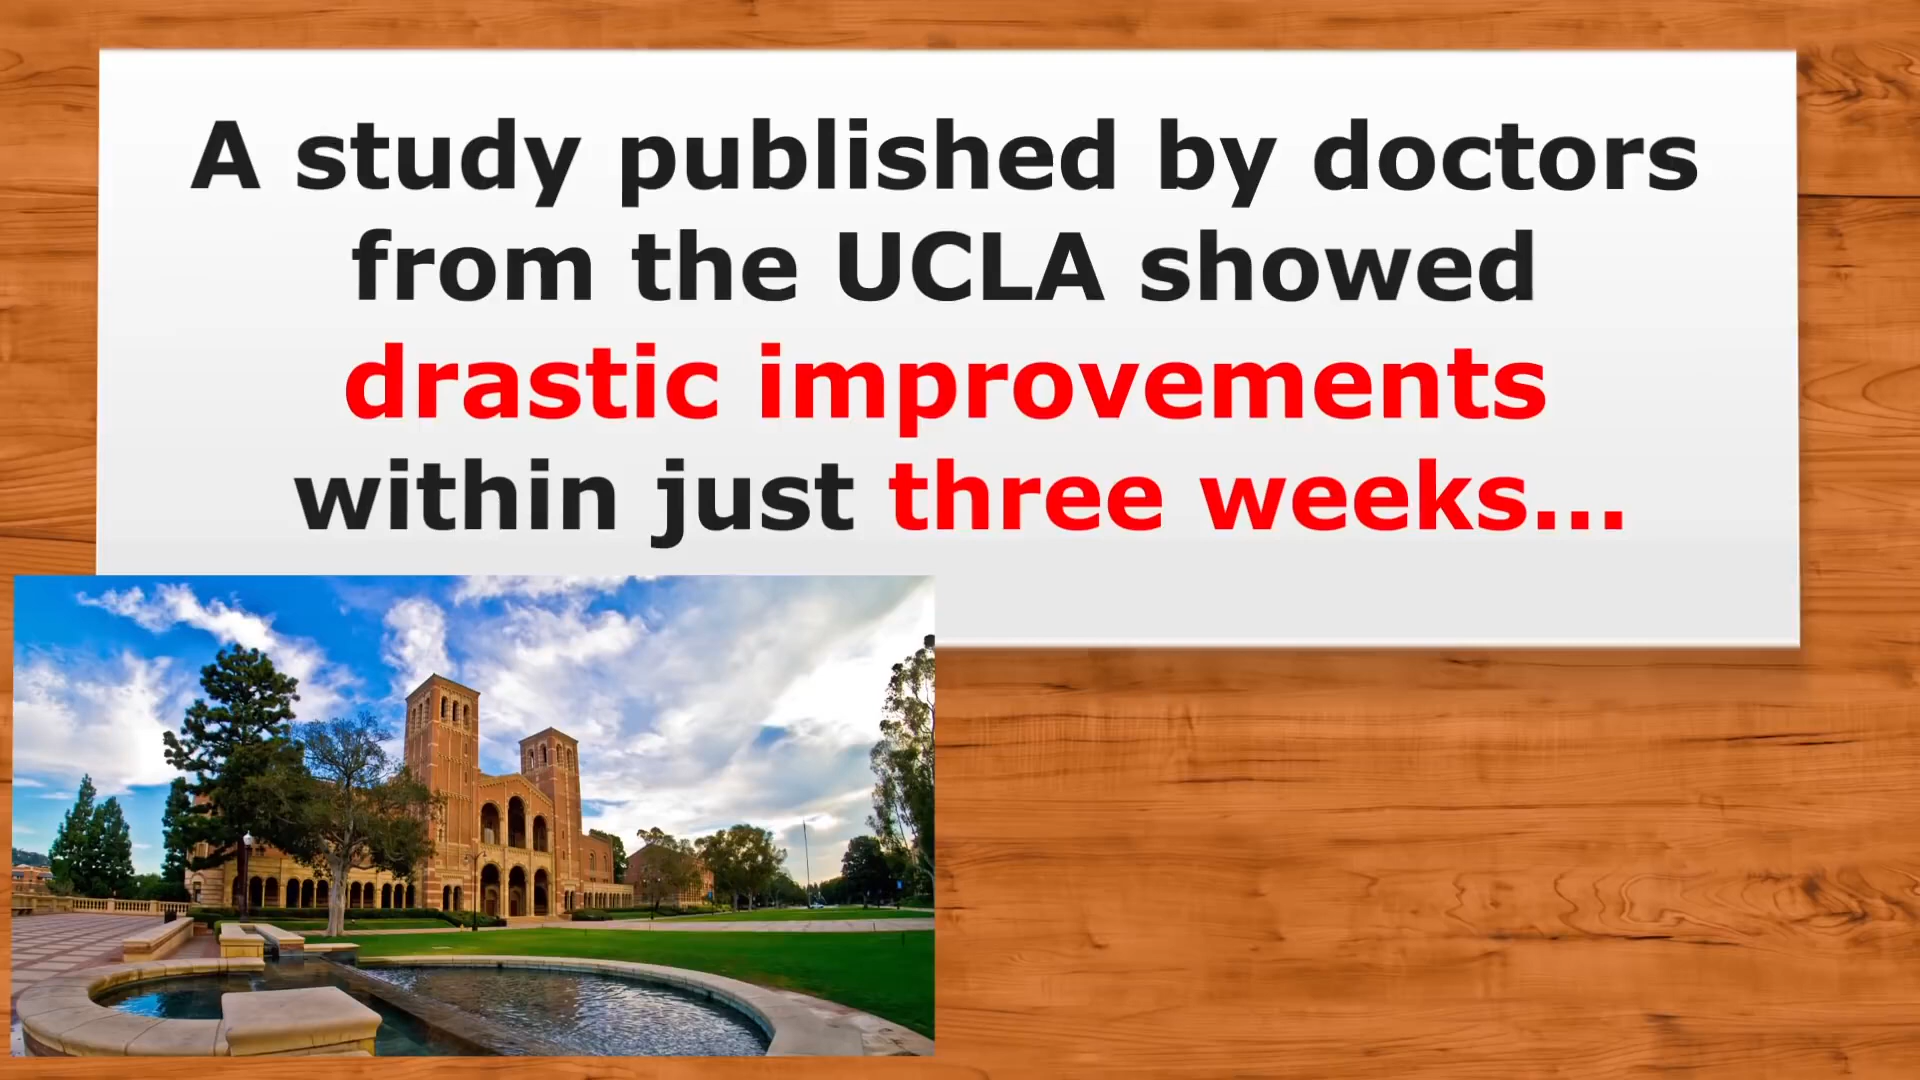 A study published by doctors
from the UCLA showed
drastic improvements
within just three weeks...